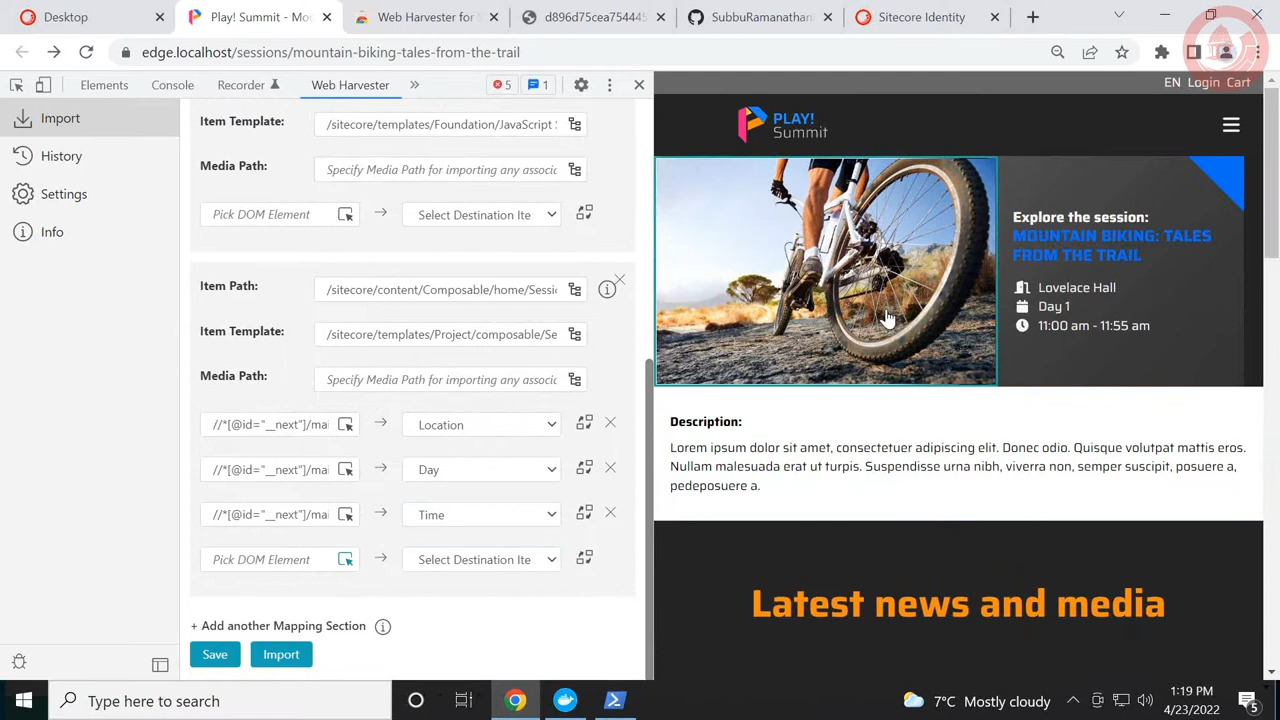 Desktop
Play! Summit - Mo
Web Harvester for S
d896d75cea754445
SubbuRamanathan
Sitecore Identity
edge.localhost/sessions/mountain-biking-tales-from-the-trail
Elements
Console
Recorder
Web Harvester
5
1
EN Login Cart
Import
History
Settings
Info
Item Template:
/sitecore/templates/Foundation/JavaScript
Media Path:
Specify Media Path for importing any associ
Pick DOM Element
Select Destination Ite
Item Path:
/sitecore/content/Composable/home/Sessi
Item Template:
/sitecore/templates/Project/composable/Se
Media Path:
Specify Media Path for importing any associ
//*[@id="__next"]/mai
Location
//*[@id="__next"]/mai
Day
//*[@id="__next"]/mai
Time
Pick DOM Element
Select Destination Ite
+ Add another Mapping Section
Save
Import
PLAY!
Summit
Explore the session:
MOUNTAIN BIKING: TALES
FROM THE TRAIL
Lovelace Hall
Day 1
11:00 am - 11:55 am
Description:
Lorem ipsum dolor sit amet, consectetuer adipiscing elit. Donec odio. Quisque volutpat mattis eros.
Nullam malesuada erat ut turpis. Suspendisse urna nibh, viverra non, semper suscipit, posuere a,
pedeposuere a.
Latest news and media
Type here to search
7°C Mostly cloudy
1:19 PM
4/23/2022
5